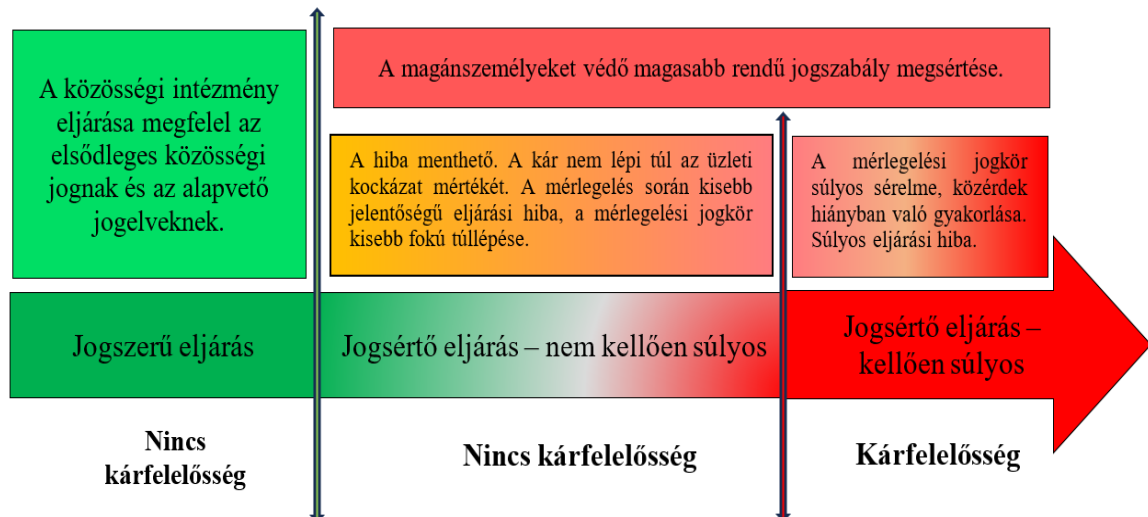 A közösségi intézmény
eljárása megfelel az
elsődleges közösségi
jognak és az alapvető
jogelveknek.
A magánszemélyeket védő magasabb rendű jogszabály megsértése.
A hiba menthető. A kár nem lépi túl az üzleti
kockázat mértékét. A mérlegelés során kisebb
jelentőségű eljárási hiba, a mérlegelési jogkör
kisebb fokú túllépése.
A mérlegelési jogkör
súlyos sérelme, közérdek
hiányban való gyakorlása.
Súlyos eljárási hiba.
Jogszerű eljárás
Jogsértő eljárás – nem kellően súlyos
Jogsértő eljárás –
kellően súlyos
Nincs
kárfelelősség
Nincs kárfelelősség
Kárfelelősség